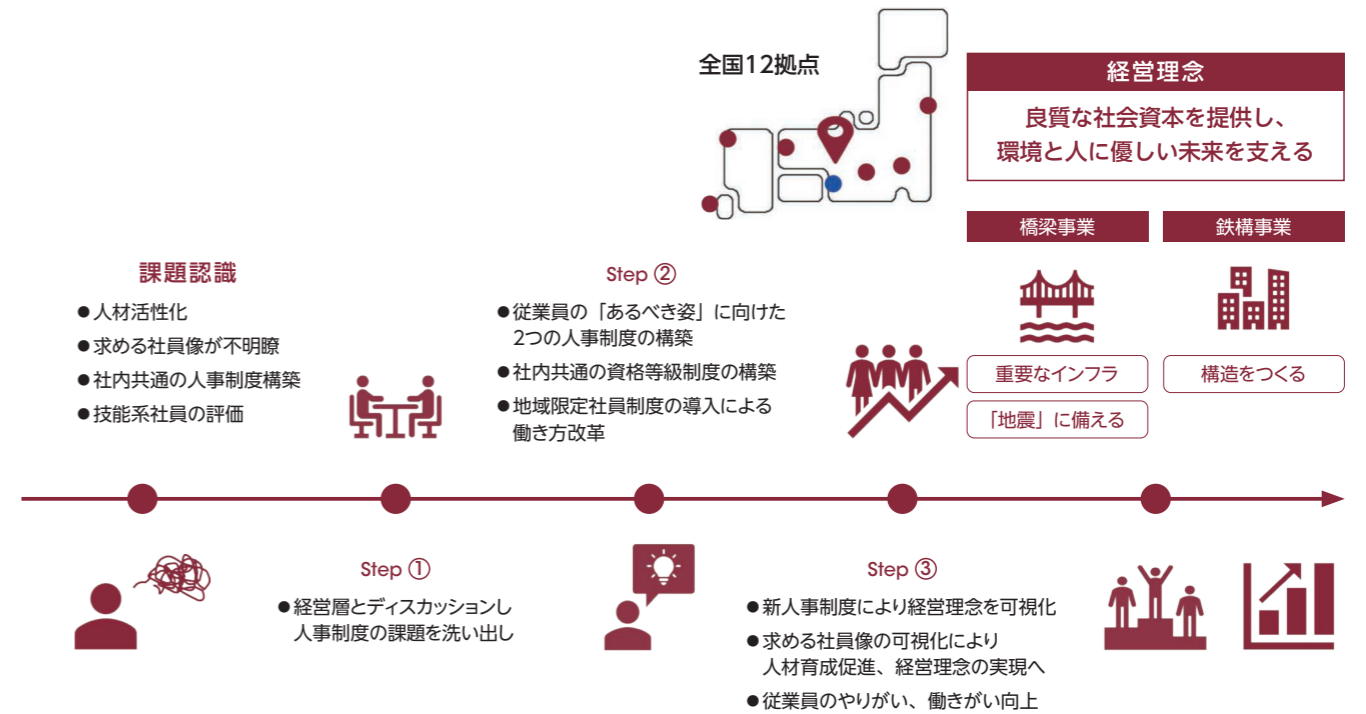 全国12拠点
経営理念
良質な社会資本を提供し、
環境と人に優しい未来を支える
橋梁事業
鉄構事業
重要なインフラ
「地震」に備える
構造をつくる
課題認識
●人材活性化
●求める社員像が不明瞭
●社内共通の人事制度構築
●技能系社員の評価
Step ②
●従業員の「あるべき姿」に向けた
2つの人事制度の構築
●社内共通の資格等級制度の構築
●地域限定社員制度の導入による
働き方改革
Step ①
●経営層とディスカッションし
人事制度の課題を洗い出し
Step ③
●新人事制度により経営理念を可視化
●求める社員像の可視化により
人材育成促進、経営理念の実現へ
●従業員のやりがい、働きがい向上